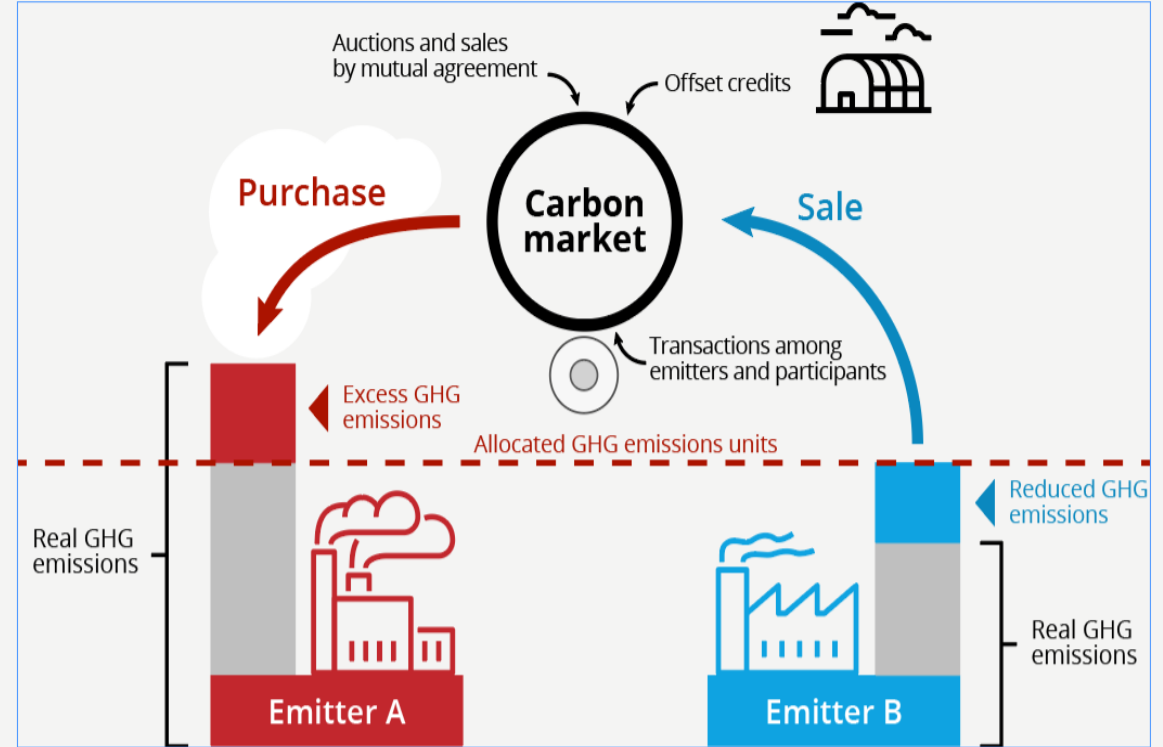 Auctions and sales
by mutual agreement
Offset credits
Purchase
Carbon
market
Sale
Transactions among
emitters and participants
Excess GHG
emissions
Allocated GHG emissions units
Reduced GHG
emissions
Real GHG
emissions
Real GHG
emissions
Emitter A
Emitter B